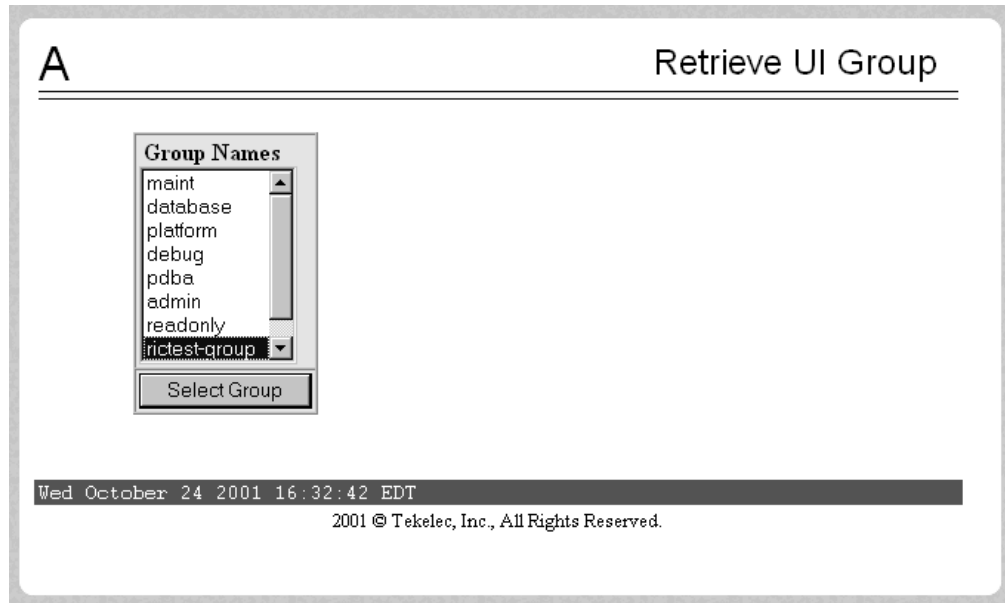 A
Retrieve UI Group
Group Names
maint
database
platform
debug
pdba
admin
readonly
rictest-group
Select Group
Wed October 24 2001 16:32:42 EDT
2001 © Tekelec, Inc., All Rights Reserved.